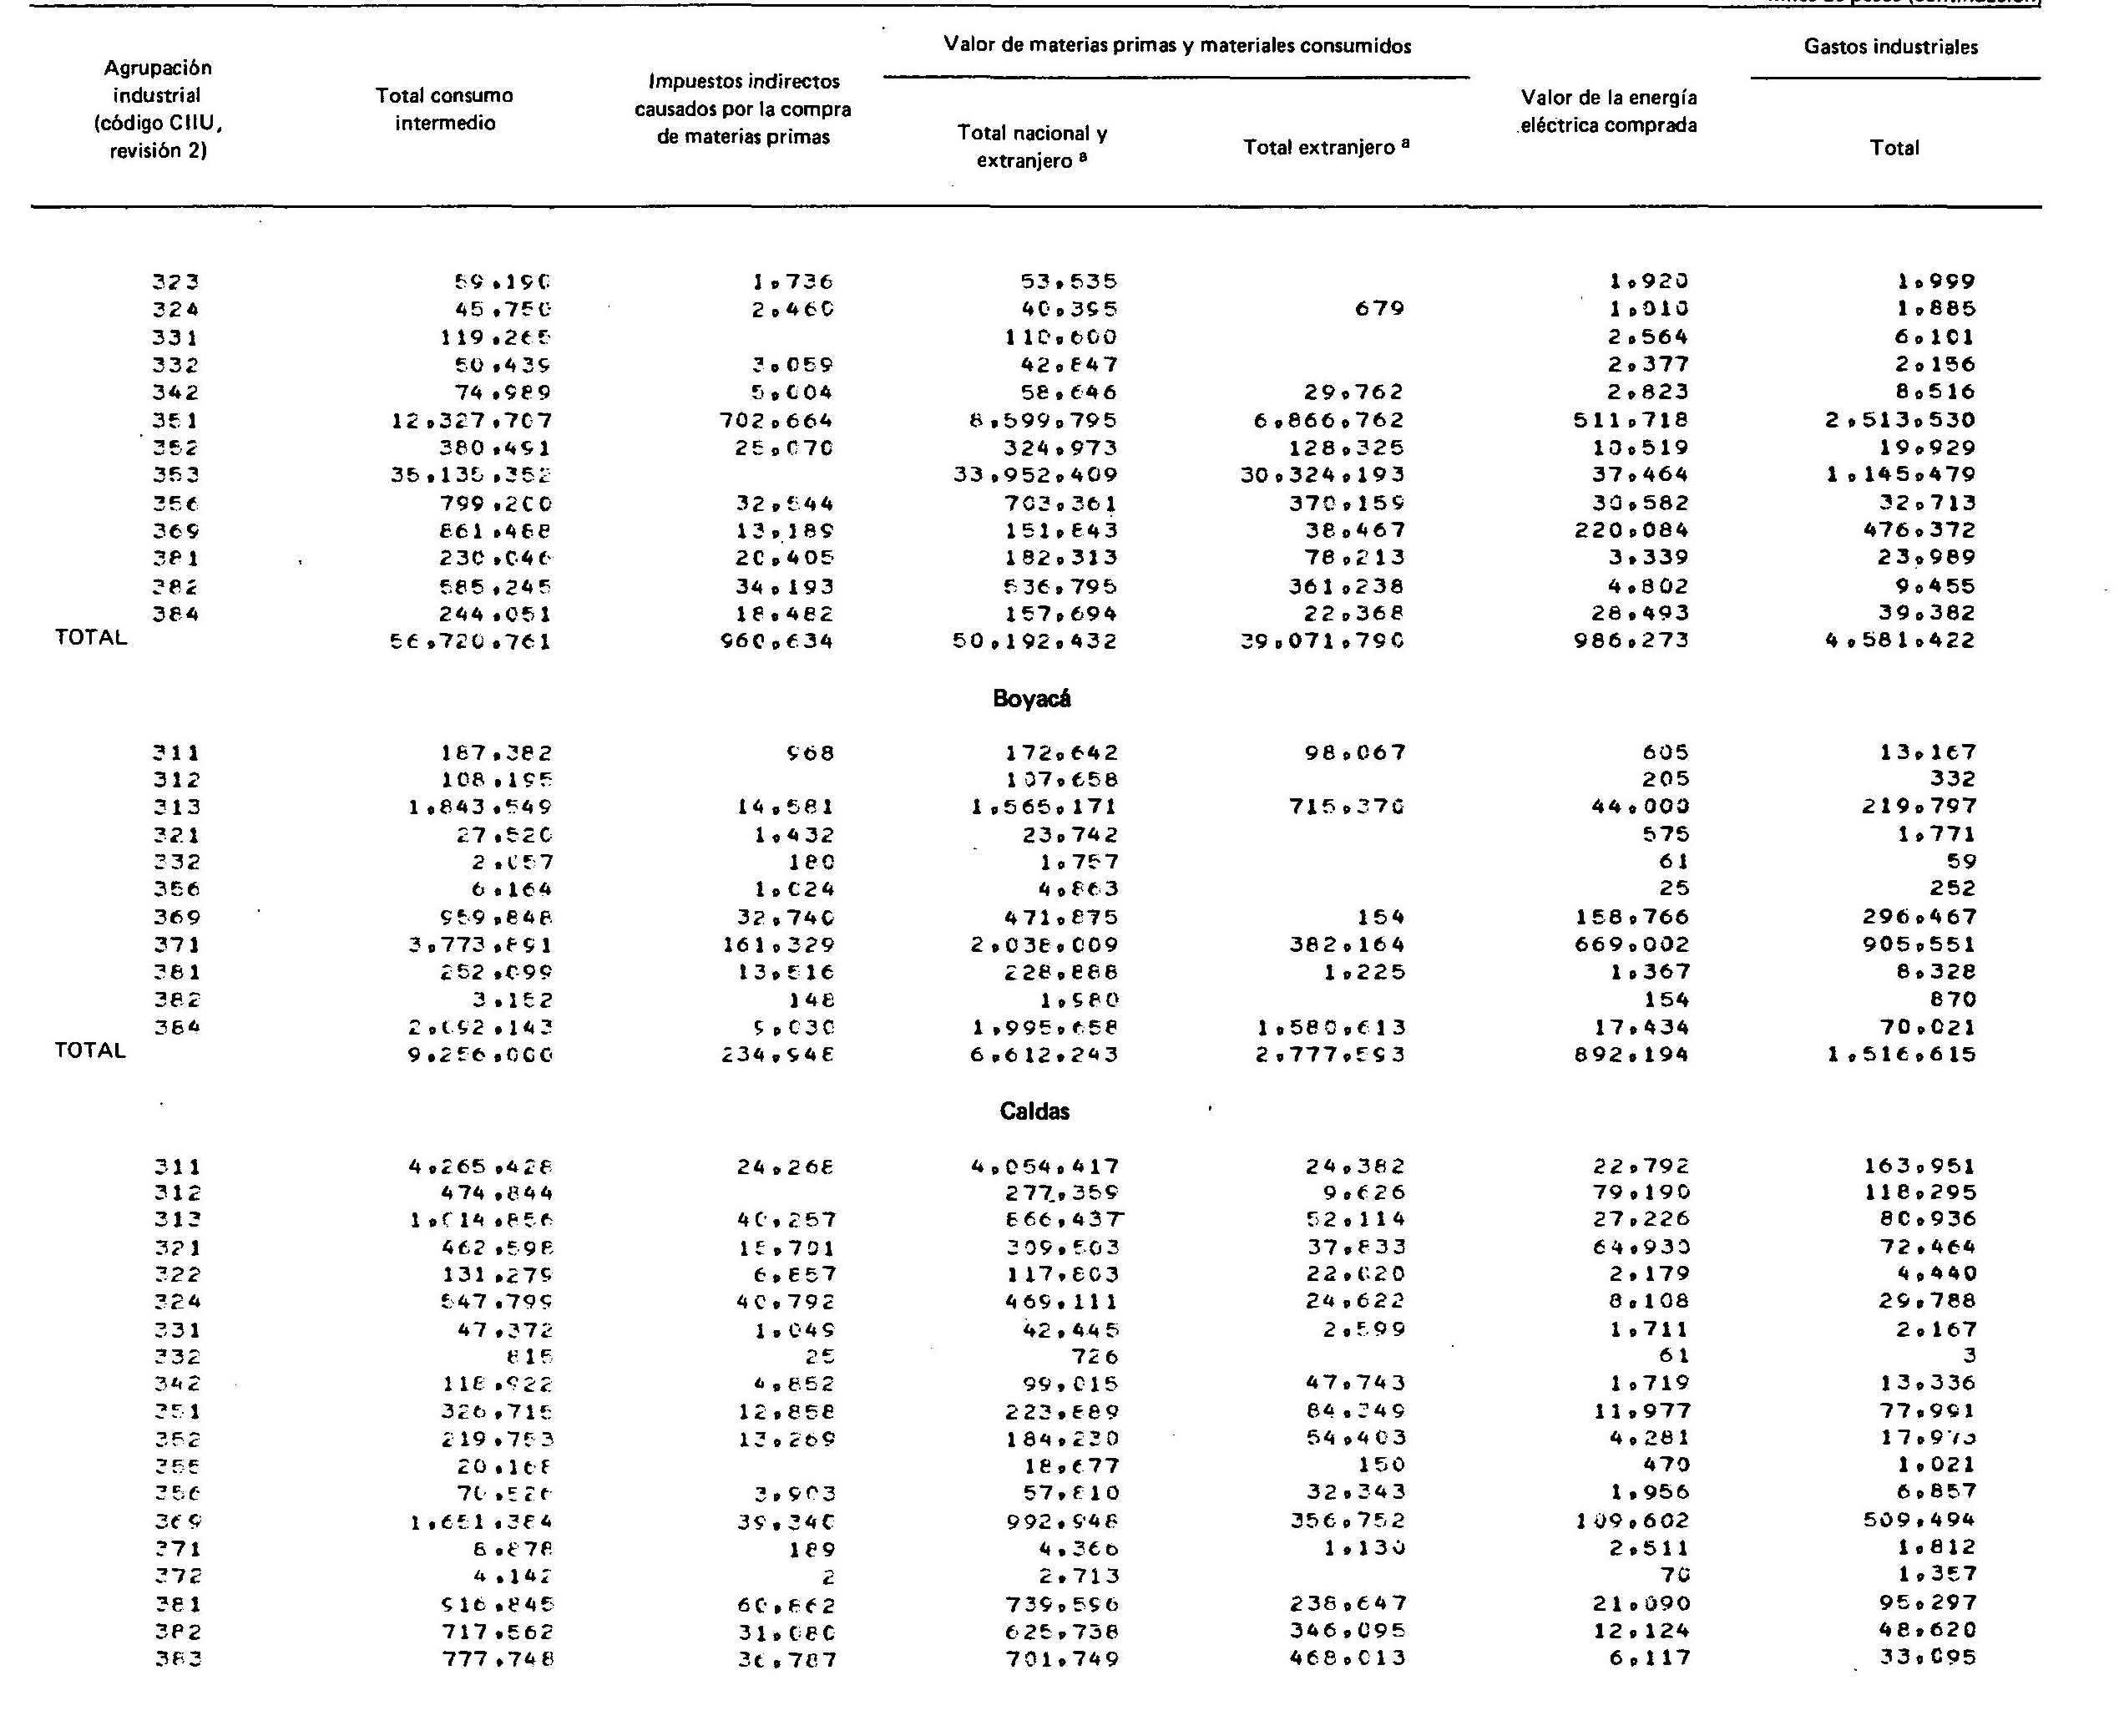 Valor de materias primas y materiales consumidos Gastos industriales
Agrupación industrial (código CIIU, revisión 2) Total consumo intermedio Impuestos indirectos causados por la compra de materias primas Total nacional y extranjero a Total extranjero a Valor de la energía eléctrica comprada Total
323 59,190 1,736 53,535 1,920 1,999
324 45,750 2,460 40,395 679 1,010 1,885
331 119,265 110,600 2,564 6,101
332 50,439 3,059 42,847 2,377 2,156
342 74,989 5,004 58,646 29,762 2,823 8,516
351 12,327,707 702,664 8,599,795 6,866,762 511,718 2,513,530
352 380,491 25,070 324,973 128,325 10,519 19,929
353 35,135,352 33,952,409 30,324,193 37,464 1,145,479
356 799,200 32,544 703,361 370,159 30,582 32,713
369 861,488 13,189 151,843 38,467 220,084 476,372
381 230,046 20,405 182,313 78,213 3,339 23,989
382 585,245 34,193 536,795 361,238 4,802 9,455
384 244,051 18,482 157,694 22,368 28,493 39,382
TOTAL 56,720,761 960,634 50,192,432 39,071,790 986,273 4,581,422
Boyacá
311 187,382 968 172,642 98,067 605 13,167
312 108,195 107,658 205 332
313 1,843,549 14,581 1,565,171 715,370 44,000 219,797
321 27,520 1,432 23,742 575 1,771
332 2,057 180 1,757 61 59
356 6,164 1,024 4,863 25 252
369 959,848 32,740 471,875 154 158,766 296,467
371 3,773,891 161,329 2,038,009 382,164 669,002 905,551
381 252,099 13,516 228,888 1,225 1,367 8,328
382 3,152 148 1,980 154 870
384 2,092,143 9,030 1,995,658 1,580,613 17,434 70,021
TOTAL 9,256,000 234,948 6,612,243 2,777,593 892,194 1,516,615
Caldas
311 4,265,428 24,268 4,054,417 24,382 22,792 163,951
312 474,844 277,359 9,626 79,190 118,295
313 1,014,856 40,257 866,437 52,114 27,226 80,936
321 462,598 15,701 309,503 37,833 64,930 72,464
322 131,279 6,857 117,803 22,020 2,179 4,440
324 547,799 40,792 469,111 24,622 8,108 29,788
331 47,372 1,049 42,445 2,599 1,711 2,167
332 815 25 726 61 3
342 118,922 4,852 99,015 47,743 1,719 13,336
351 326,715 12,858 223,889 84,349 11,977 77,991
352 219,753 13,269 184,230 54,403 4,281 17,973
355 20,168 18,677 150 470 1,021
356 70,526 3,903 57,810 32,343 1,956 6,857
369 1,651,384 39,340 992,948 356,752 109,602 509,494
371 8,878 189 4,366 1,130 2,511 1,812
372 4,142 2 2,713 70 1,357
381 916,845 60,862 739,596 238,647 21,090 95,297
382 717,562 31,080 625,738 346,095 12,124 48,620
383 777,748 36,787 701,749 468,013 6,117 33,095